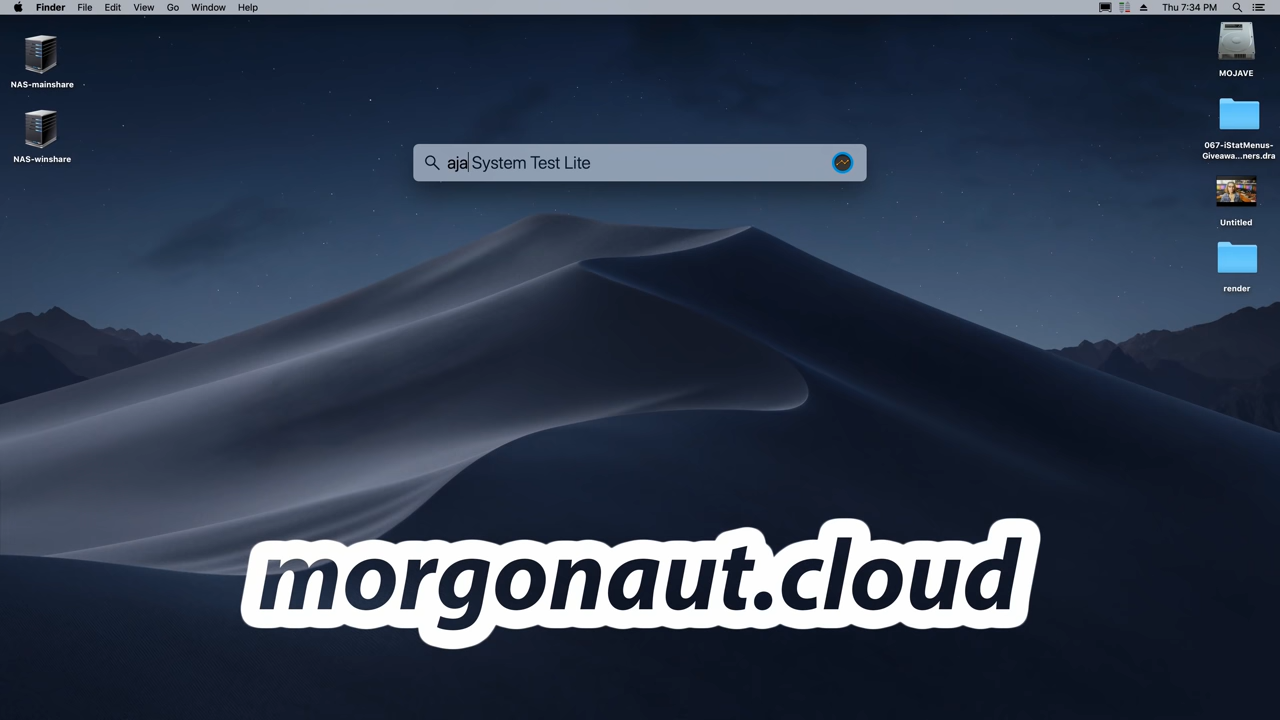 Finder File Edit View Go Window Help
Thu 7:34 PM
NAS-mainshare
NAS-winshare
aja System Test Lite
MOJAVE
067-iStatMenus-
Giveawa...ners.dra
Untitled
render
morgonaut.cloud